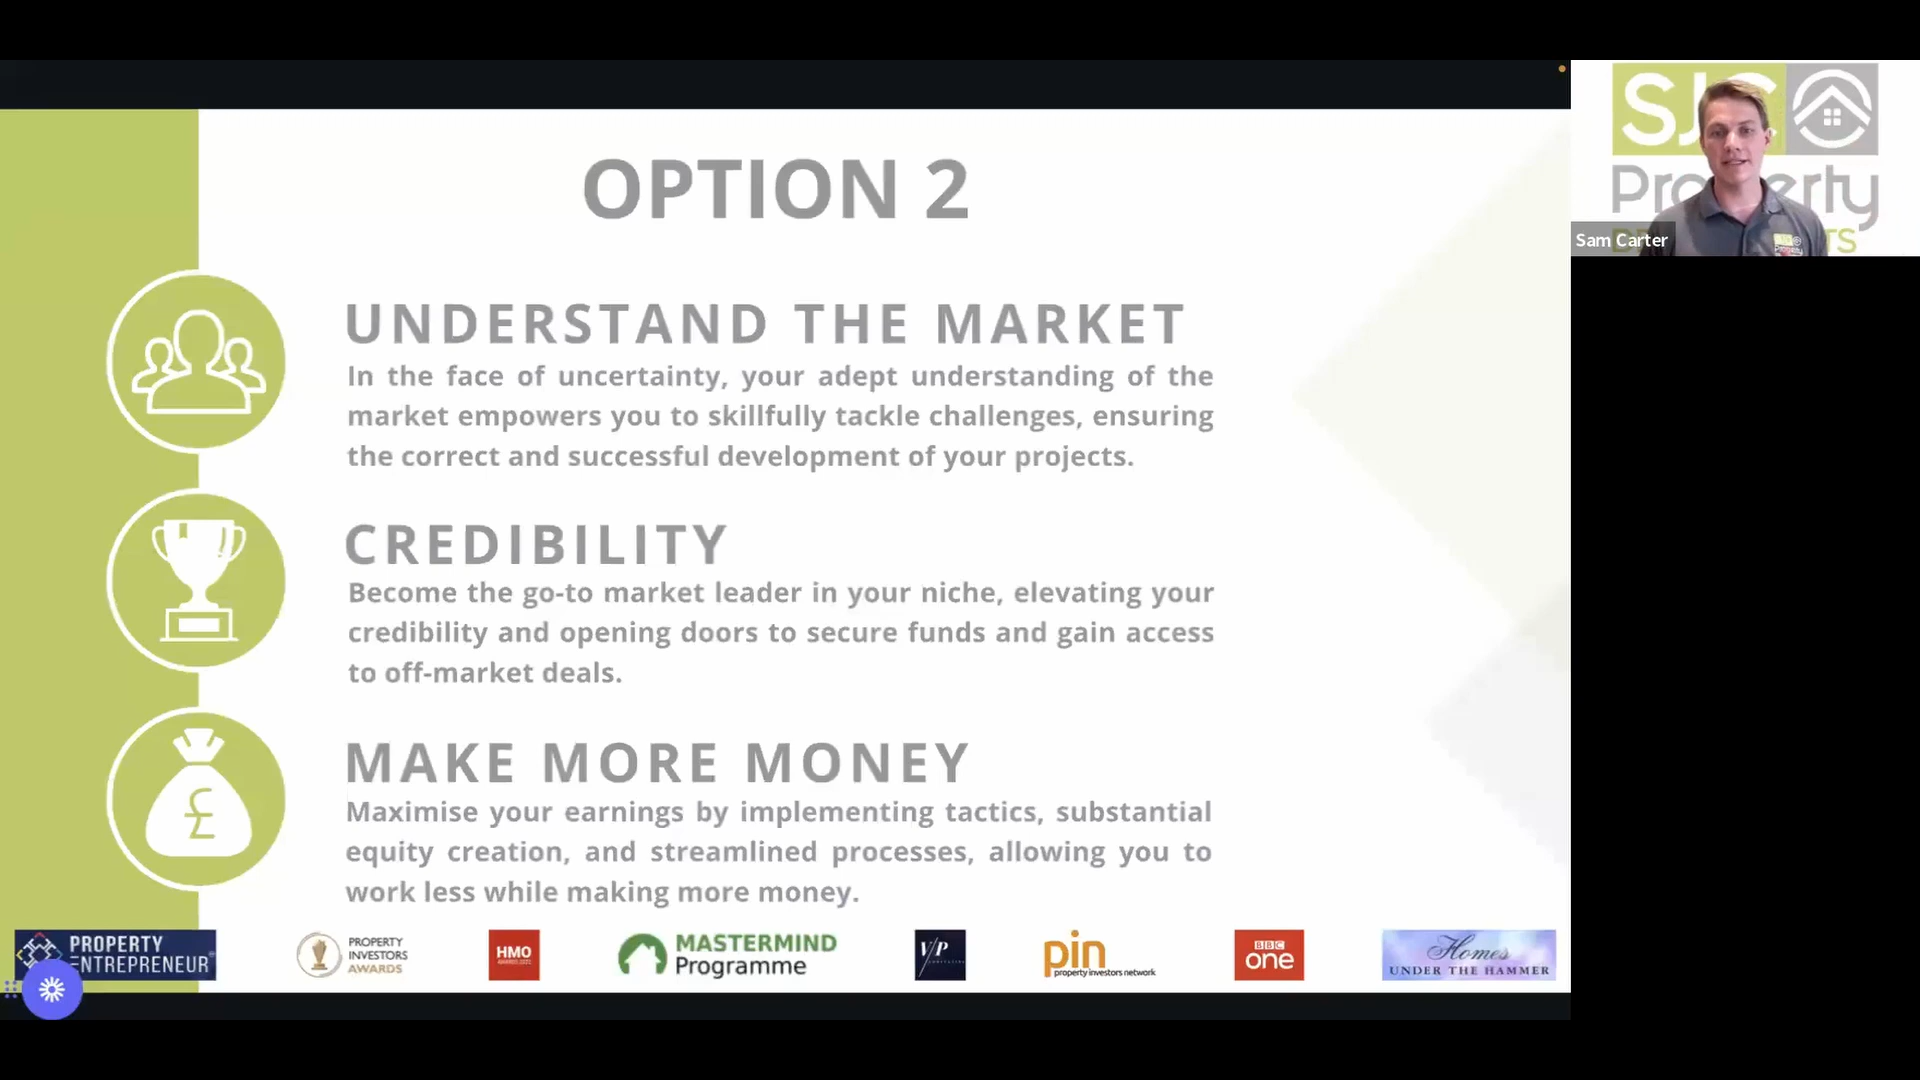 OPTION 2
UNDERSTAND THE MARKET
In the face of uncertainty, your adept understanding of the
market empowers you to skillfully tackle challenges, ensuring
the correct and successful development of your projects.
CREDIBILITY
Become the go-to market leader in your niche, elevating your
credibility and opening doors to secure funds and gain access
to off-market deals.
£
MAKE MORE MONEY
Maximise your earnings by implementing tactics, substantial
equity creation, and streamlined processes, allowing you to
work less while making more money.
PROPERTY
ENTREPRENEUR
PROPERTY
INVESTORS
AWARDS
HMO
MASTERMIND
Programme
V/P
pin
property investors network
BBC
one
Homes
UNDER THE HAMMER
Sam Carter